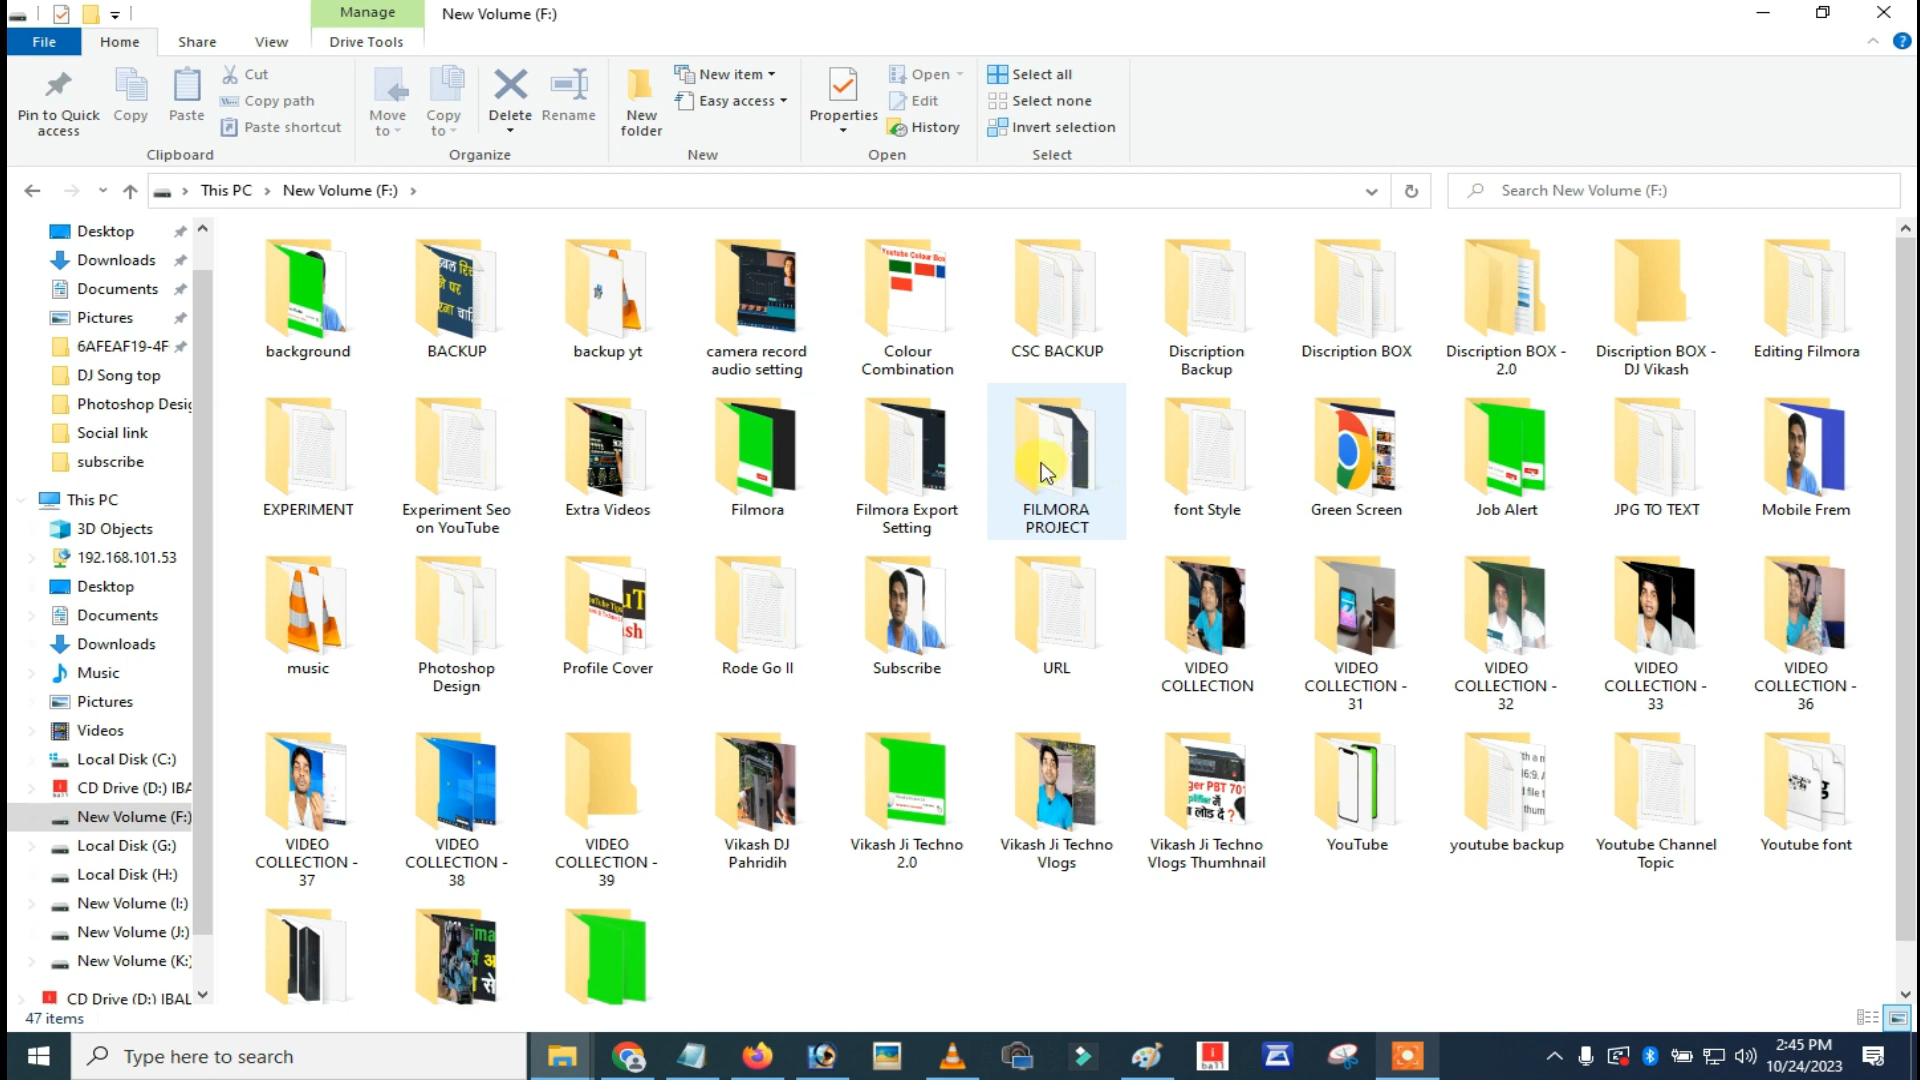 Manage
New Volume (F:)
File
Home
Share
View
Drive Tools
Pin to Quick access
Copy
Paste
Cut
Copy path
Paste shortcut
Clipboard
Move to
Copy to
Delete
Rename
Organize
New folder
New item
Easy access
New
Properties
Open
Edit
History
Open
Select all
Select none
Invert selection
Select
This PC
New Volume (F:)
Search New Volume (F:)
Desktop
Downloads
Documents
Pictures
6AFEAF19-4F
DJ Song top
Photoshop Desig
Social link
subscribe
This PC
3D Objects
192.168.101.53
Desktop
Documents
Downloads
Music
Pictures
Videos
Local Disk (C:)
CD Drive (D:) IBA
New Volume (F:)
Local Disk (G:)
Local Disk (H:)
New Volume (I:)
New Volume (J:)
New Volume (K:)
CD Drive (D:) IBAL
background
BACKUP
backup yt
camera record
audio setting
Youtube Colour Box
Colour
Combination
CSC BACKUP
Discription
Backup
Discription BOX
Discription BOX -
2.0
Discription BOX -
DJ Vikash
Editing Filmora
EXPERIMENT
Experiment Seo
on YouTube
Extra Videos
Filmora
Filmora Export
Setting
FILMORA
PROJECT
font Style
Green Screen
Job Alert
JPG TO TEXT
Mobile Frem
music
Photoshop
Design
Profile Cover
Rode Go II
Subscribe
URL
VIDEO
COLLECTION
VIDEO
COLLECTION -
31
VIDEO
COLLECTION -
32
VIDEO
COLLECTION -
33
VIDEO
COLLECTION -
36
VIDEO
COLLECTION -
37
VIDEO
COLLECTION -
38
VIDEO
COLLECTION -
39
Vikash DJ
Pahridih
Vikash Ji Techno
2.0
Vikash Ji Techno
Vlogs
Vikash Ji Techno
Vlogs Thumhnail
YouTube
youtube backup
Youtube Channel
Topic
Youtube font
47 items
Type here to search
2:45 PM
10/24/2023